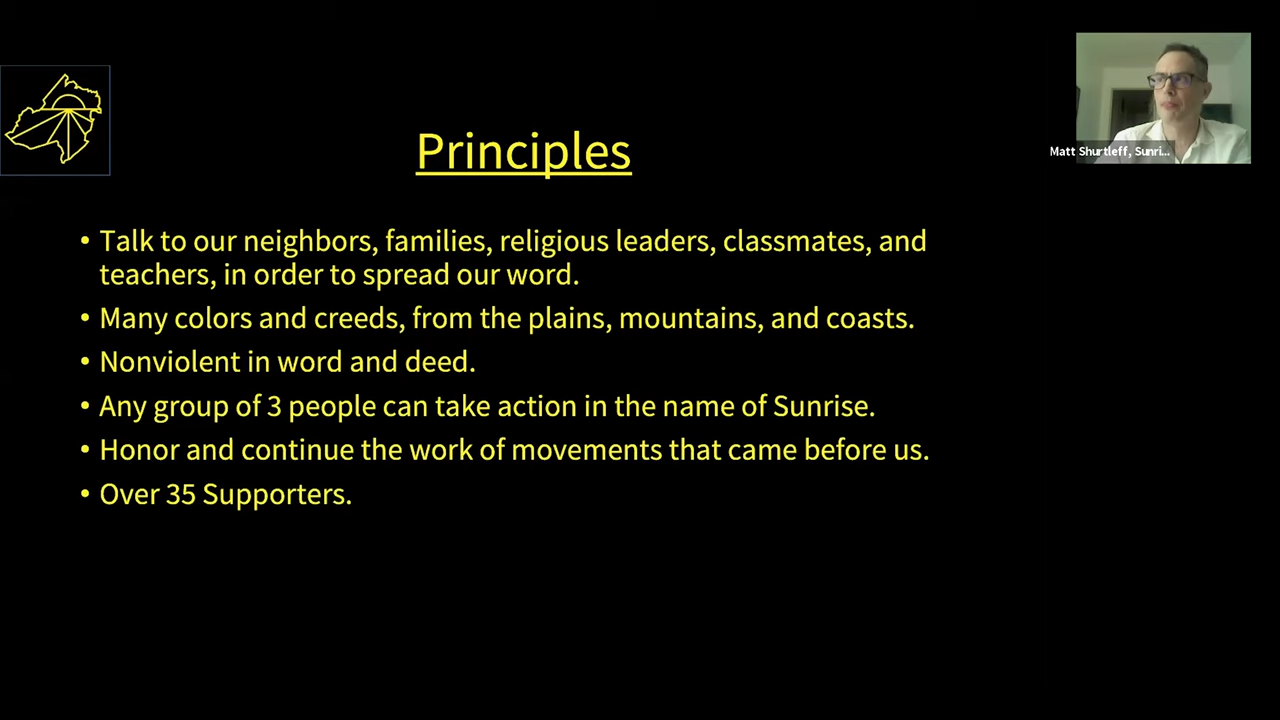 Principles
Matt Shurtleff, Sunri...
• Talk to our neighbors, families, religious leaders, classmates, and
teachers, in order to spread our word.
• Many colors and creeds, from the plains, mountains, and coasts.
• Nonviolent in word and deed.
• Any group of 3 people can take action in the name of Sunrise.
• Honor and continue the work of movements that came before us.
• Over 35 Supporters.